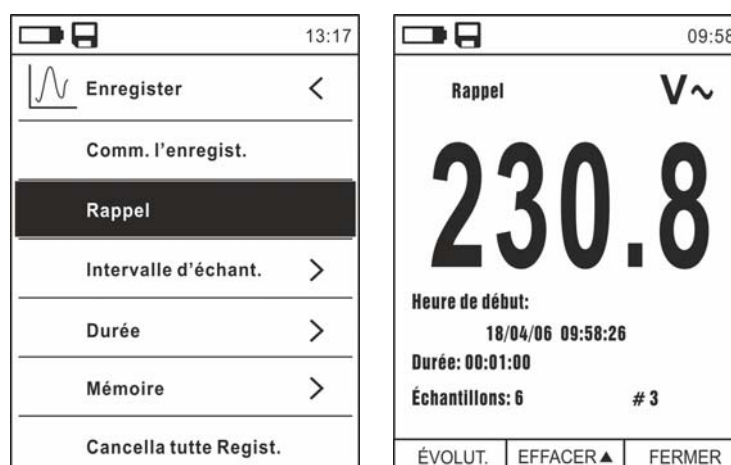 13:17
Enregister
Comm. l'enregist.
Rappel
Intervalle d'échant.
Durée
Mémoire
Cancella tutte Regist.
09:58
Rappel V~
230.8
Heure de début:
18/04/06 09:58:26
Durée: 00:01:00
Échantillons: 6 # 3
ÉVOLUT. EFFACER▲ FERMER